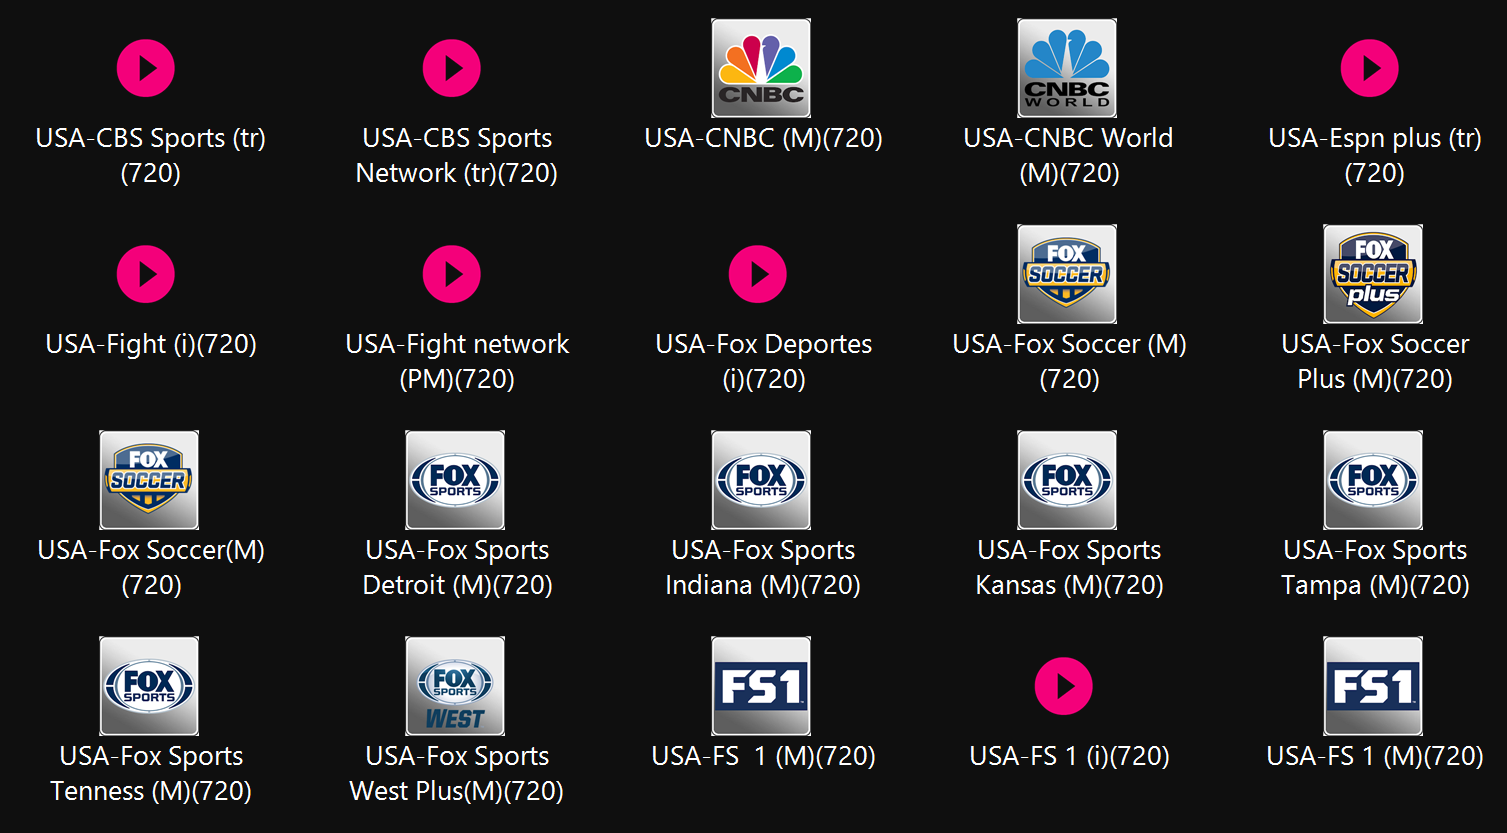 CNBC
CNBC
WORLD
USA-CBS Sports (tr)
(720)
USA-CBS Sports
Network (tr)(720)
USA-CNBC (M)(720)
USA-CNBC World
(M)(720)
USA-Espn plus (tr)
(720)
FOX
SOCCER
FOX
SOCCER
plus
USA-Fight (i)(720)
USA-Fight network
(PM)(720)
USA-Fox Deportes
(i)(720)
USA-Fox Soccer (M)
(720)
USA-Fox Soccer
Plus (M)(720)
FOX
SOCCER
FOX
SPORTS
FOX
SPORTS
FOX
SPORTS
FOX
SPORTS
USA-Fox Soccer(M)
(720)
USA-Fox Sports
Detroit (M)(720)
USA-Fox Sports
Indiana (M)(720)
USA-Fox Sports
Kansas (M)(720)
USA-Fox Sports
Tampa (M)(720)
FOX
SPORTS
FOX
SPORTS
WEST
FS1
FS1
USA-Fox Sports
Tenness (M)(720)
USA-Fox Sports
West Plus(M)(720)
USA-FS  1 (M)(720)
USA-FS 1 (i)(720)
USA-FS 1 (M)(720)